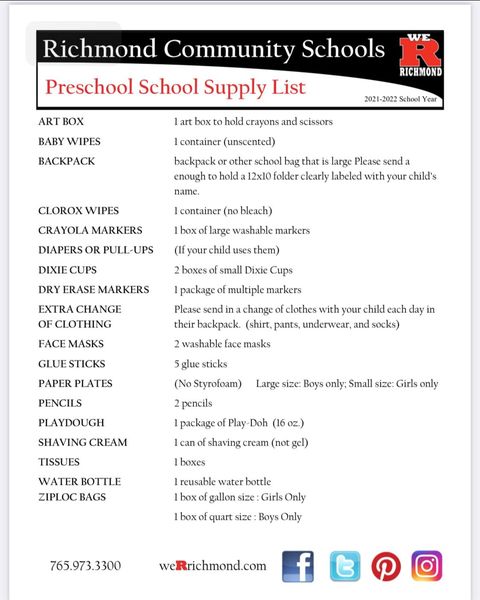 Richmond Community Schools
WE
R
RICHMOND
Preschool School Supply List
2021-2022 School Year
ART BOX 1 art box to hold crayons and scissors
BABY WIPES 1 container (unscented)
BACKPACK backpack or other school bag that is large Please send a
enough to hold a 12x10 folder clearly labeled with your child's
name.
CLOROX WIPES 1 container (no bleach)
CRAYOLA MARKERS 1 box of large washable markers
DIAPERS OR PULL-UPS (If your child uses them)
DIXIE CUPS 2 boxes of small Dixie Cups
DRY ERASE MARKERS 1 package of multiple markers
EXTRA CHANGE Please send in a change of clothes with your child each day in
OF CLOTHING their backpack. (shirt, pants, underwear, and socks)
FACE MASKS 2 washable face masks
GLUE STICKS 5 glue sticks
PAPER PLATES (No Styrofoam) Large size: Boys only; Small size: Girls only
PENCILS 2 pencils
PLAYDOUGH 1 package of Play-Doh (16 oz.)
SHAVING CREAM 1 can of shaving cream (not gel)
TISSUES 1 boxes
WATER BOTTLE 1 reusable water bottle
ZIPLOC BAGS 1 box of gallon size : Girls Only
1 box of quart size : Boys Only
765.973.3300 weRrichmond.com